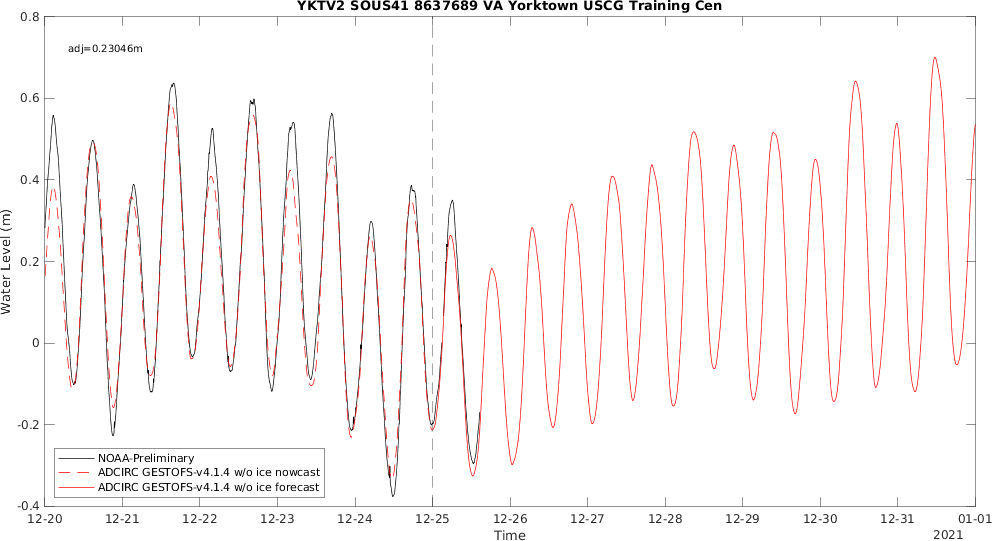 YKTV2 SOUS41 8637689 VA Yorktown USCG Training Cen
adj=0.23046m
Water Level (m)
0.8
0.6
0.4
0.2
0
-0.2
-0.4
NOAA-Preliminary
ADCIRC GESTOFS-v4.1.4 w/o ice nowcast
ADCIRC GESTOFS-v4.1.4 w/o ice forecast
12-20 12-21 12-22 12-23 12-24 12-25 12-26 12-27 12-28 12-29 12-30 12-31 01-01
Time
2021